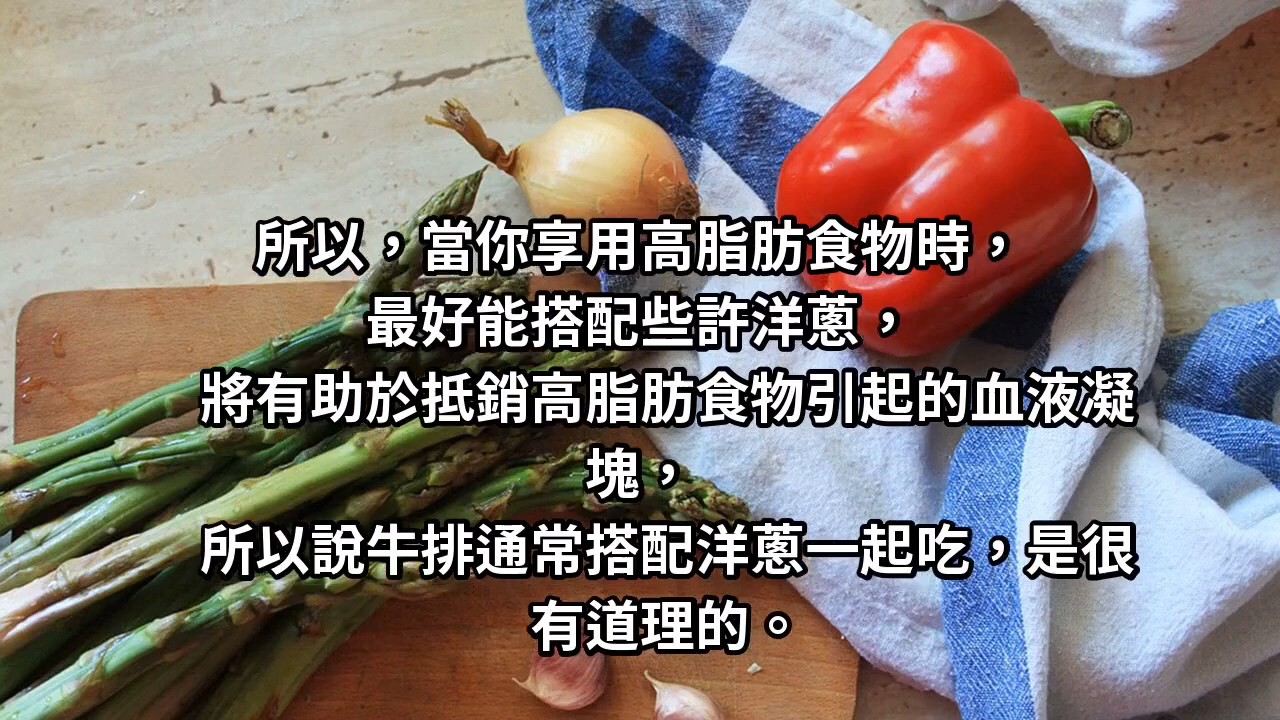 所以，當你享用高脂肪食物時，
最好能搭配些許洋蔥，
將有助於抵銷高脂肪食物引起的血液凝
塊，
所以說牛排通常搭配洋蔥一起吃，是很
有道理的。